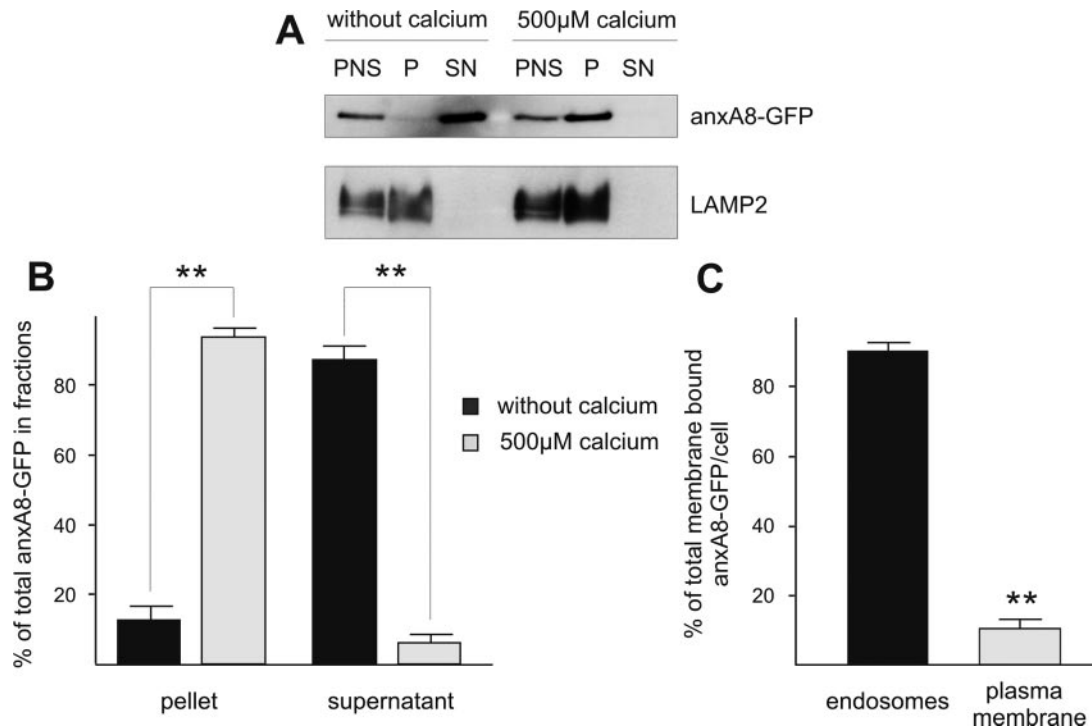 A
without calcium 500µM calcium
PNS P SN PNS P SN
anxA8-GFP
LAMP2
B
** **
% of total anxA8-GFP in fractions
80
60
40
20
without calcium
500µM calcium
pellet supernatant
C
% of total membrane bound
anxA8-GFP/cell
80
60
40
20
**
endosomes plasma
membrane